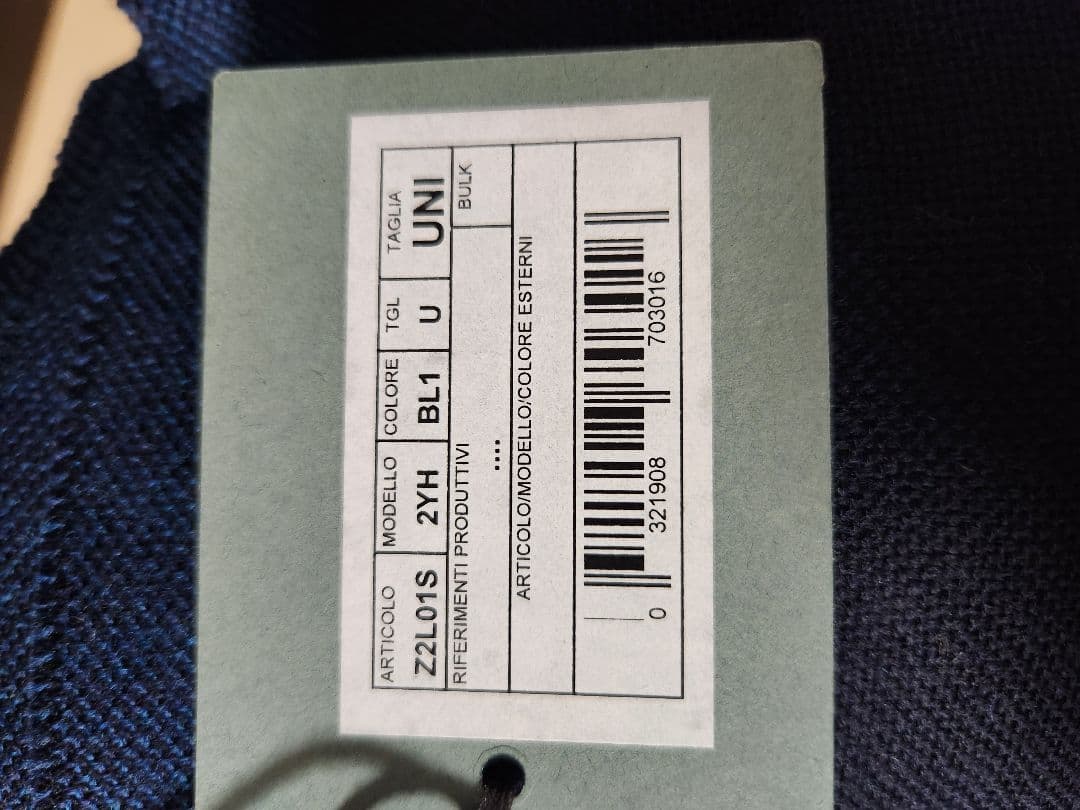 ARTICOLO MODELLO COLORE TGL TAGLIA
Z2L01S 2YH BL1 U UNI
RIFERIMENTI PRODUTTIVI BULK
....
ARTICOLO/MODELLO/COLORE ESTERNI
0 321908 703016